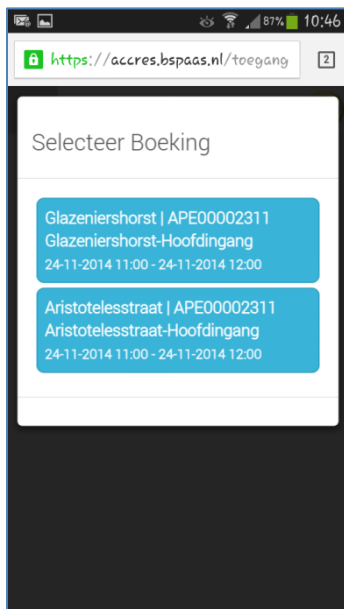 87% 10:46
https://accres.bspaas.nl/toegang 2
Selecteer Boeking
Glazeniershorst | APE00002311
Glazeniershorst-Hoofdingang
24-11-2014 11:00 - 24-11-2014 12:00
Aristotelesstraat | APE00002311
Aristotelesstraat-Hoofdingang
24-11-2014 11:00 - 24-11-2014 12:00